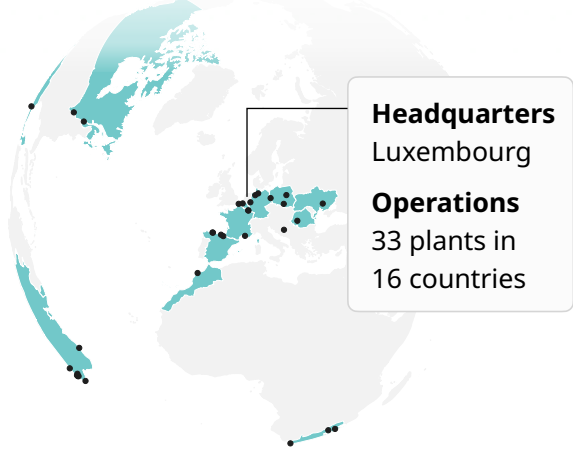 Headquarters
Luxembourg
Operations
33 plants in
16 countries